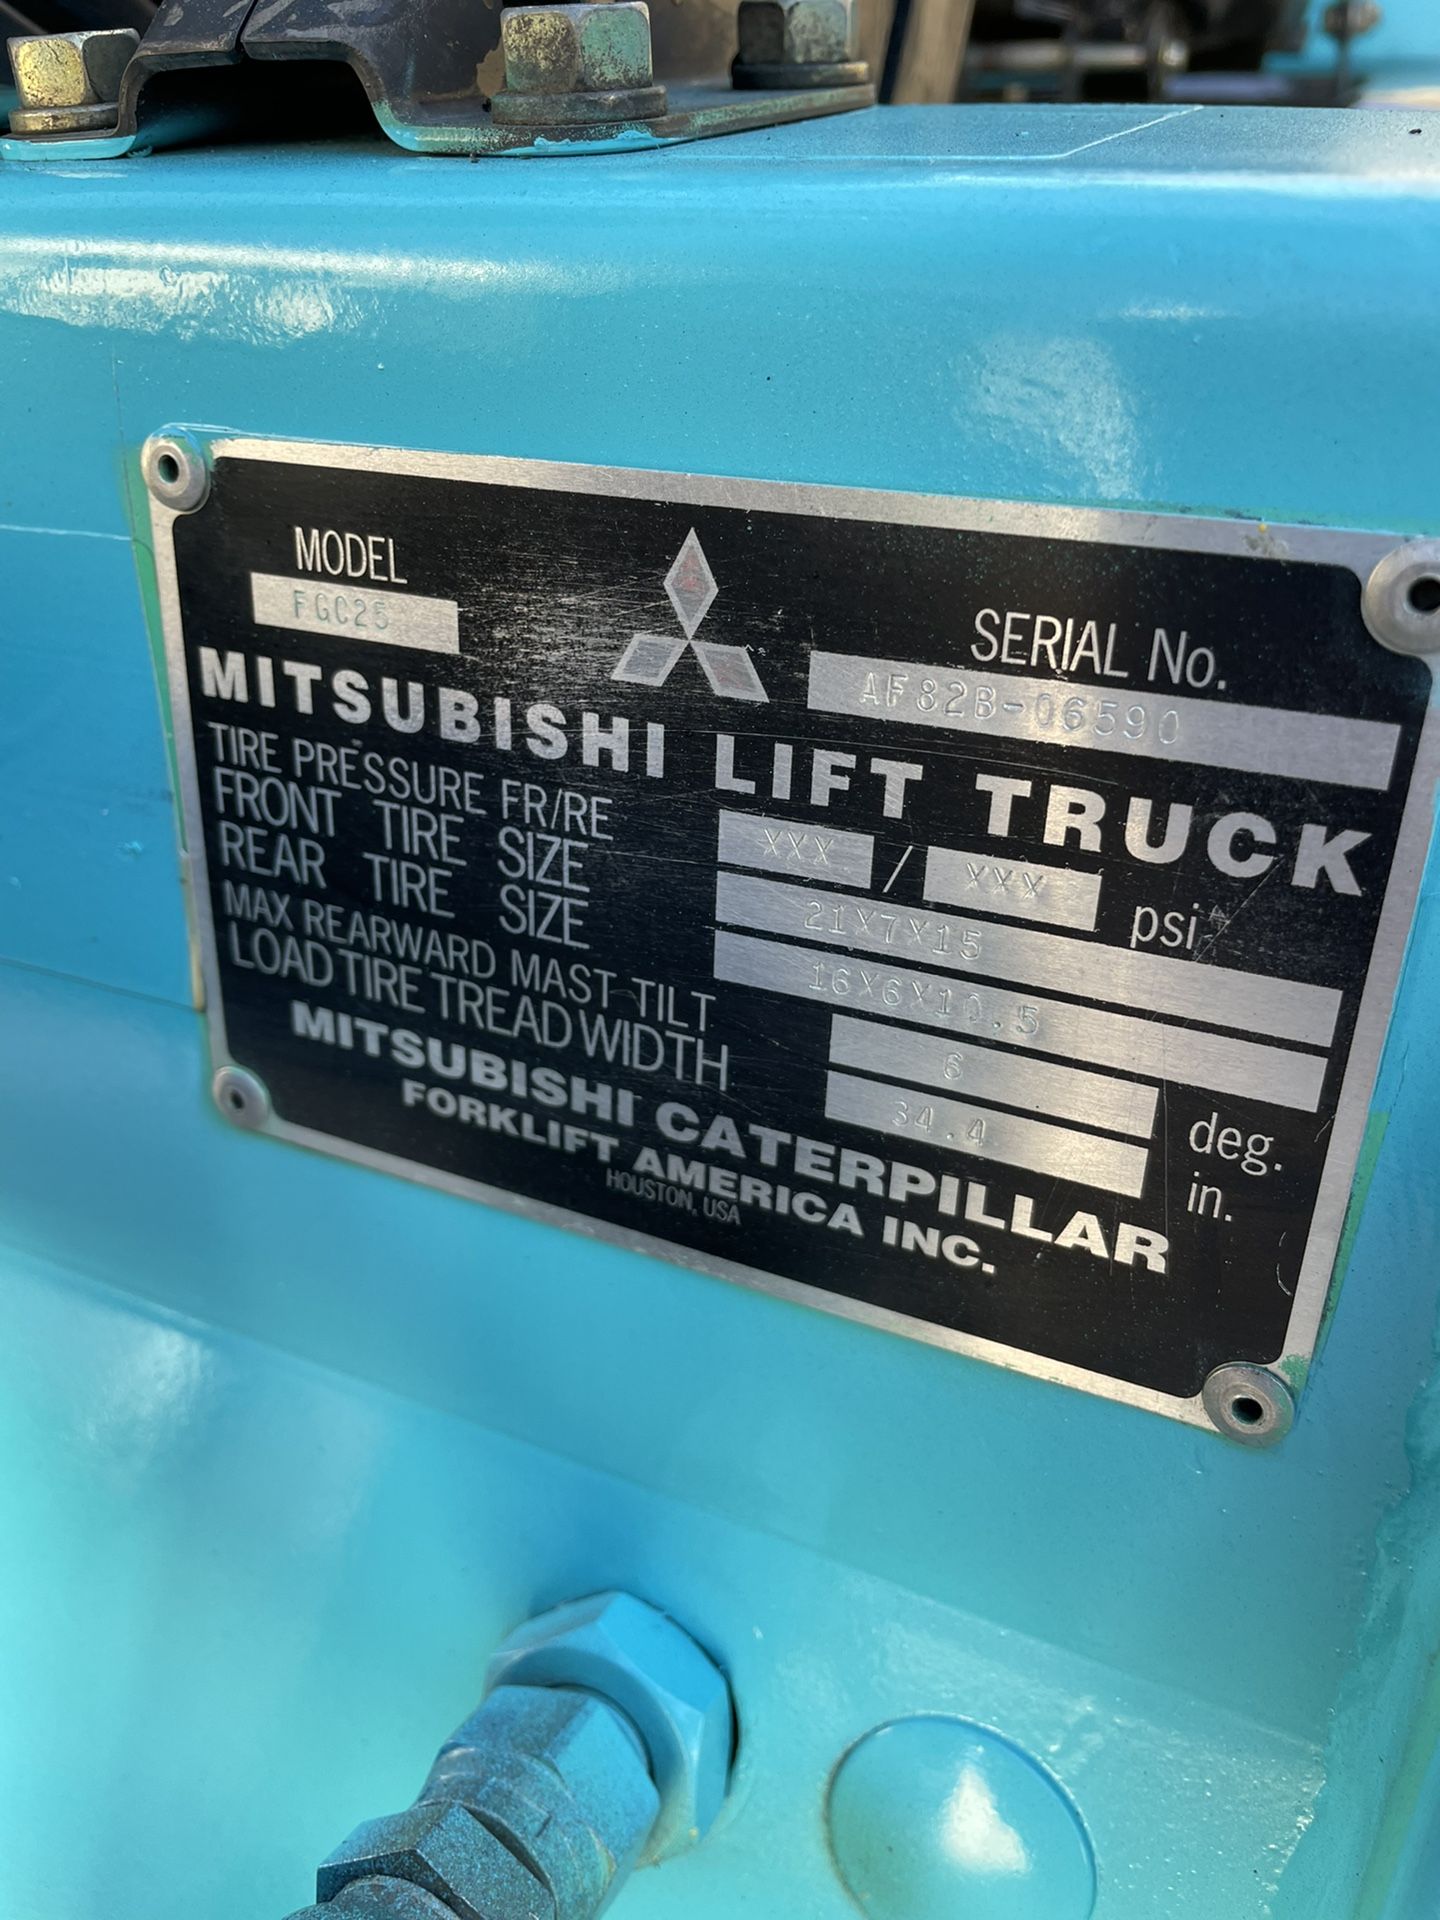 MODEL
FGC25
SERIAL No.
AF82B-06590
MITSUBISHI LIFT TRUCK
TIRE PRESSURE FR/RE XXX / XXX psi
FRONT TIRE SIZE 21X7X15
REAR TIRE SIZE 16X6X10.5
MAX REARWARD MAST TILT 6 deg.
LOAD TIRE TREAD WIDTH 34.4 in.
MITSUBISHI CATERPILLAR
FORKLIFT AMERICA INC.
HOUSTON, USA